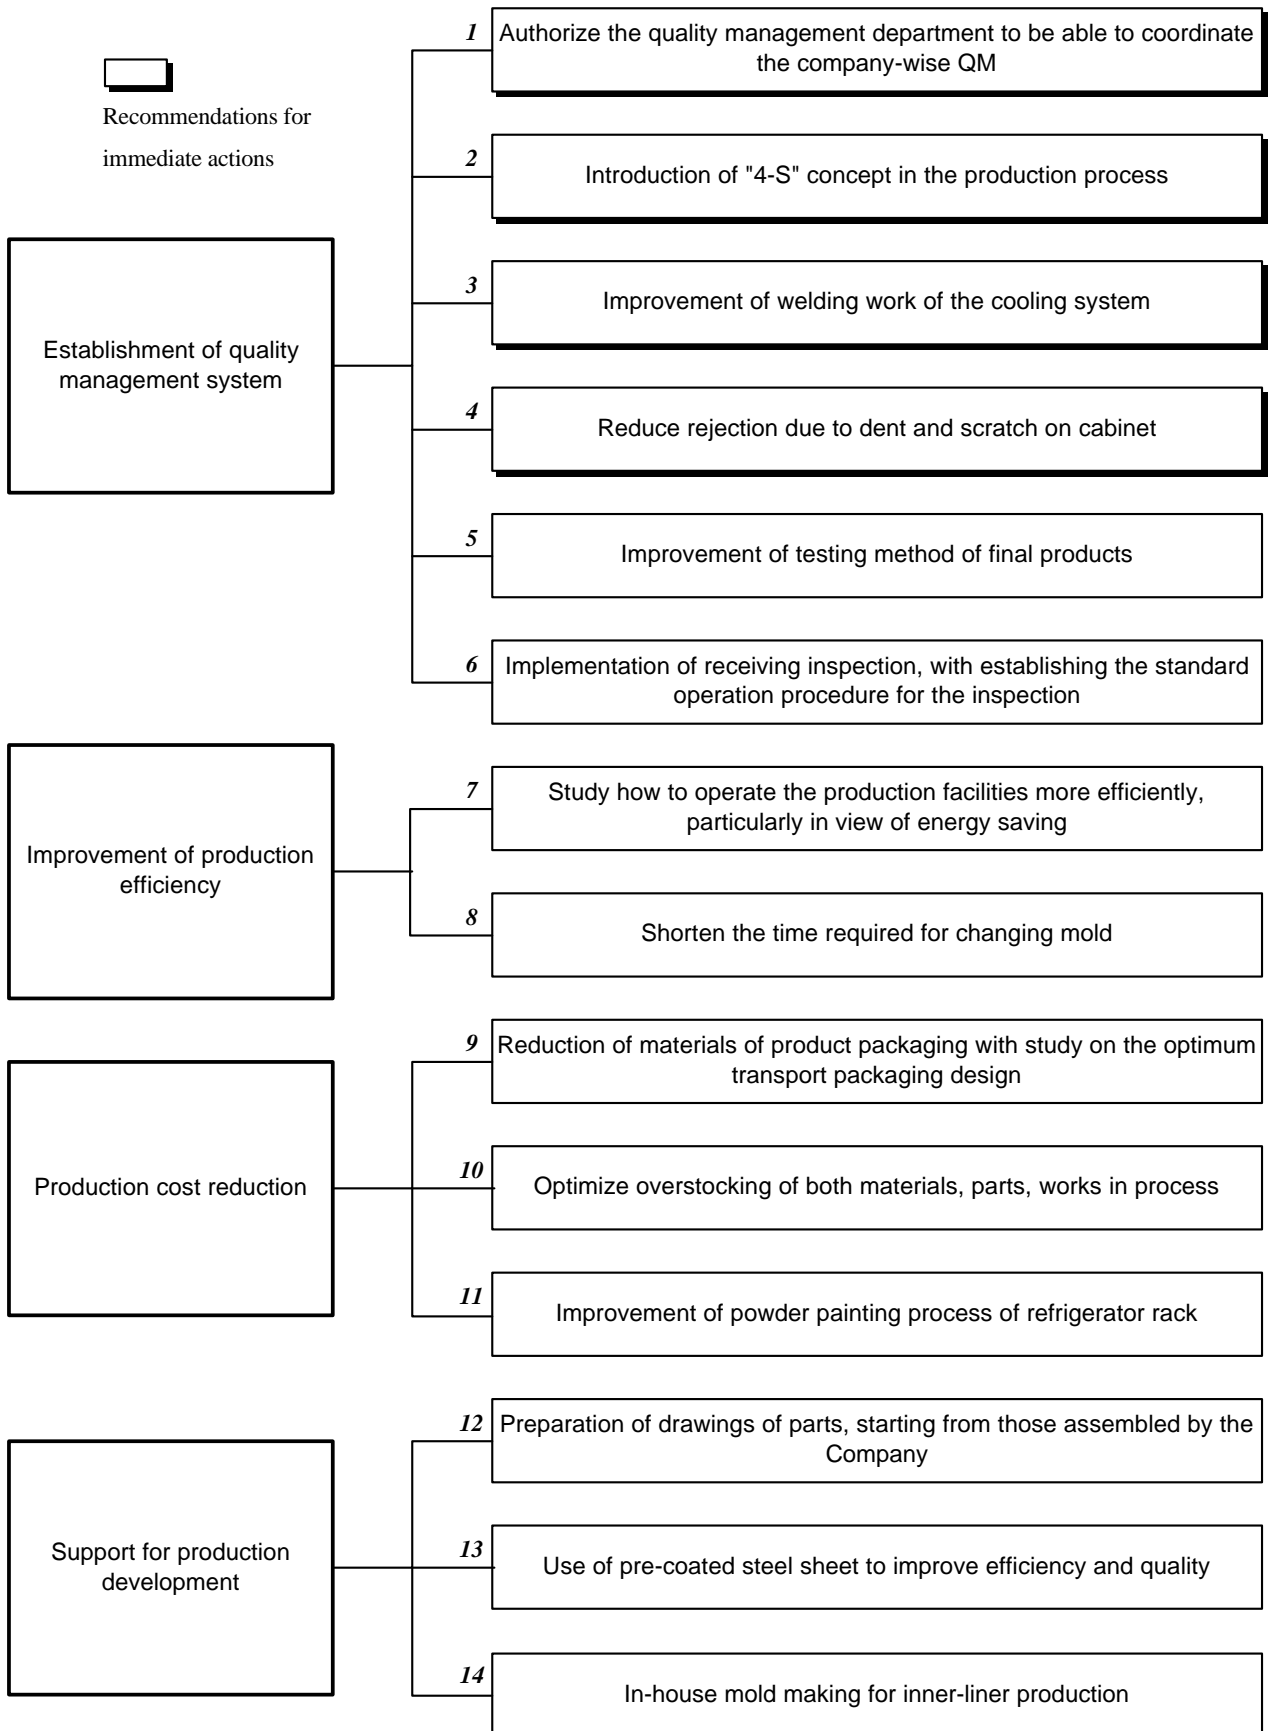 1
Authorize the quality management department to be able to coordinate
the company-wise QM
Recommendations for
immediate actions
2
Introduction of "4-S" concept in the production process
3
Improvement of welding work of the cooling system
Establishment of quality
management system
4
Reduce rejection due to dent and scratch on cabinet
5
Improvement of testing method of final products
6
Implementation of receiving inspection, with establishing the standard
operation procedure for the inspection
7
Study how to operate the production facilities more efficiently,
particularly in view of energy saving
Improvement of production
efficiency
8
Shorten the time required for changing mold
9
Reduction of materials of product packaging with study on the optimum
transport packaging design
Production cost reduction
10
Optimize overstocking of both materials, parts, works in process
11
Improvement of powder painting process of refrigerator rack
12
Preparation of drawings of parts, starting from those assembled by the
Company
Support for production
development
13
Use of pre-coated steel sheet to improve efficiency and quality
14
In-house mold making for inner-liner production